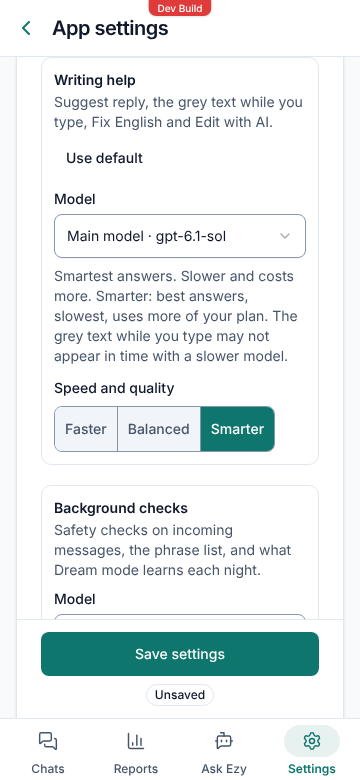 Dev Build
App settings
Writing help
Suggest reply, the grey text while you
type, Fix English and Edit with AI.
Use default
Model
Main model · gpt-6.1-sol
Smartest answers. Slower and costs
more. Smarter: best answers,
slowest, uses more of your plan. The
grey text while you type may not
appear in time with a slower model.
Speed and quality
Faster Balanced Smarter
Background checks
Safety checks on incoming
messages, the phrase list, and what
Dream mode learns each night.
Model
Save settings
Unsaved
Chats Reports Ask Ezy Settings